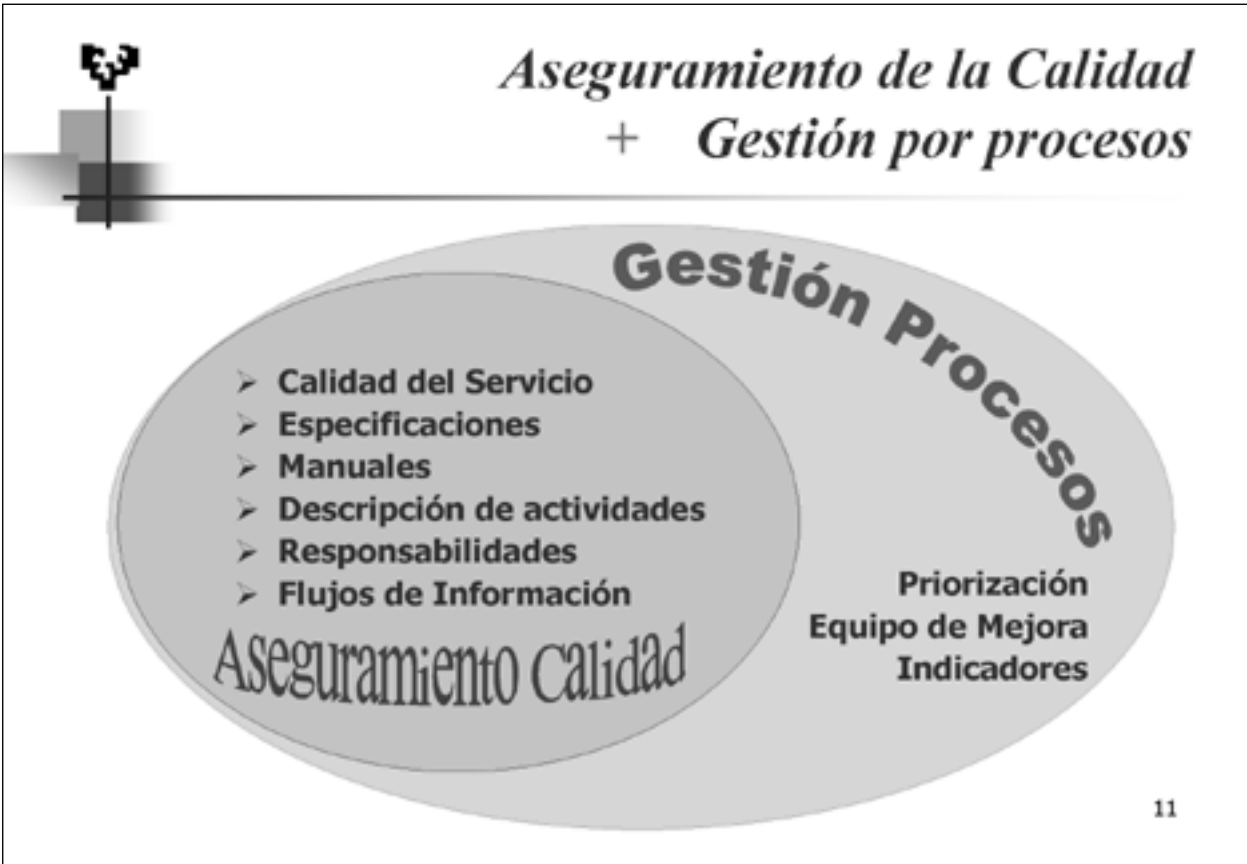 Aseguramiento de la Calidad
+ Gestión por procesos
Gestión Procesos
➢ Calidad del Servicio
➢ Especificaciones
➢ Manuales
➢ Descripción de actividades
➢ Responsabilidades
➢ Flujos de Información
Aseguramiento Calidad
Priorización
Equipo de Mejora
Indicadores
11